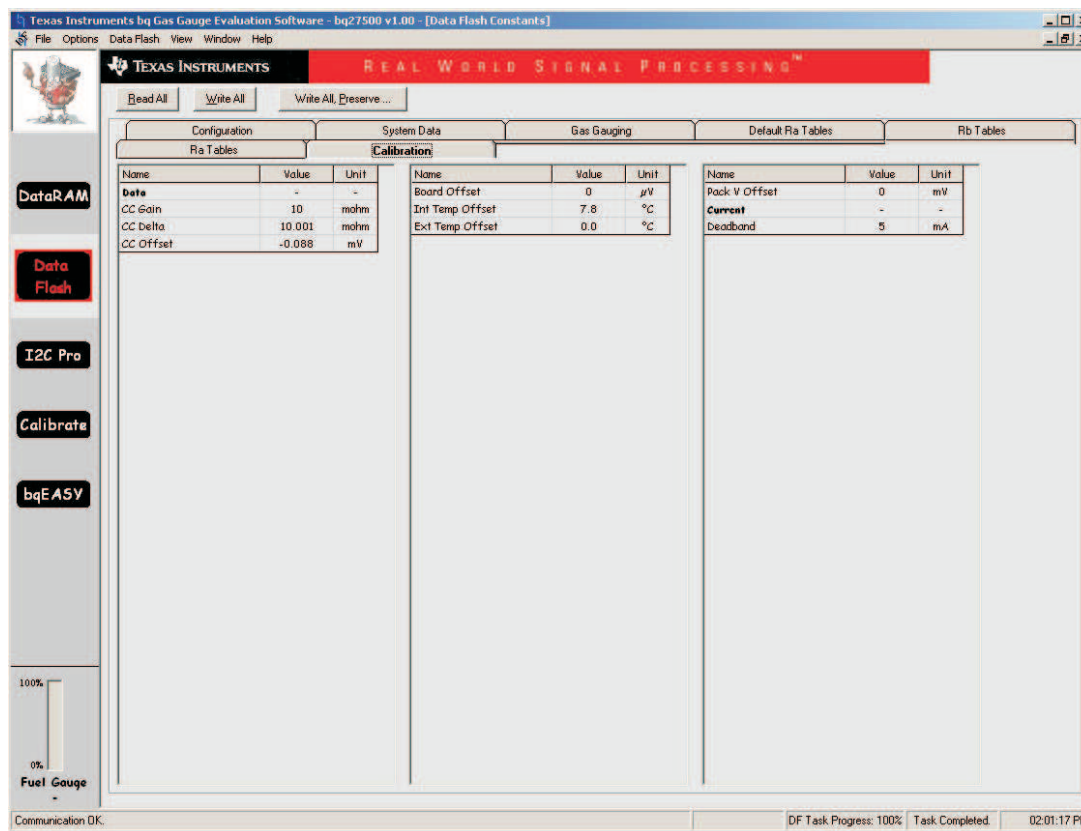 Texas Instruments bq Gas Gauge Evaluation Software - bq27500 v1.00 - [Data Flash Constants]
File Options Data Flash View Window Help
TEXAS INSTRUMENTS REAL WORLD SIGNAL PROCESSING™
Read All Write All Write All, Preserve ...
Configuration System Data Gas Gauging Default Ra Tables Rb Tables
Ra Tables Calibration
Name Value Unit Name Value Unit Name Value Unit
Data - - Board Offset 0 µV Pack V Offset 0 mV
CC Gain 10 mohm Int Temp Offset 7.8 °C Current - -
CC Delta 10.001 mohm Ext Temp Offset 0.0 °C Deadband 5 mA
CC Offset -0.088 mV
DataRAM
Data
Flash
I2C Pro
Calibrate
bqEASY
100%
0%
Fuel Gauge
-
Communication OK. DF Task Progress: 100% Task Completed. 02:01:17 P